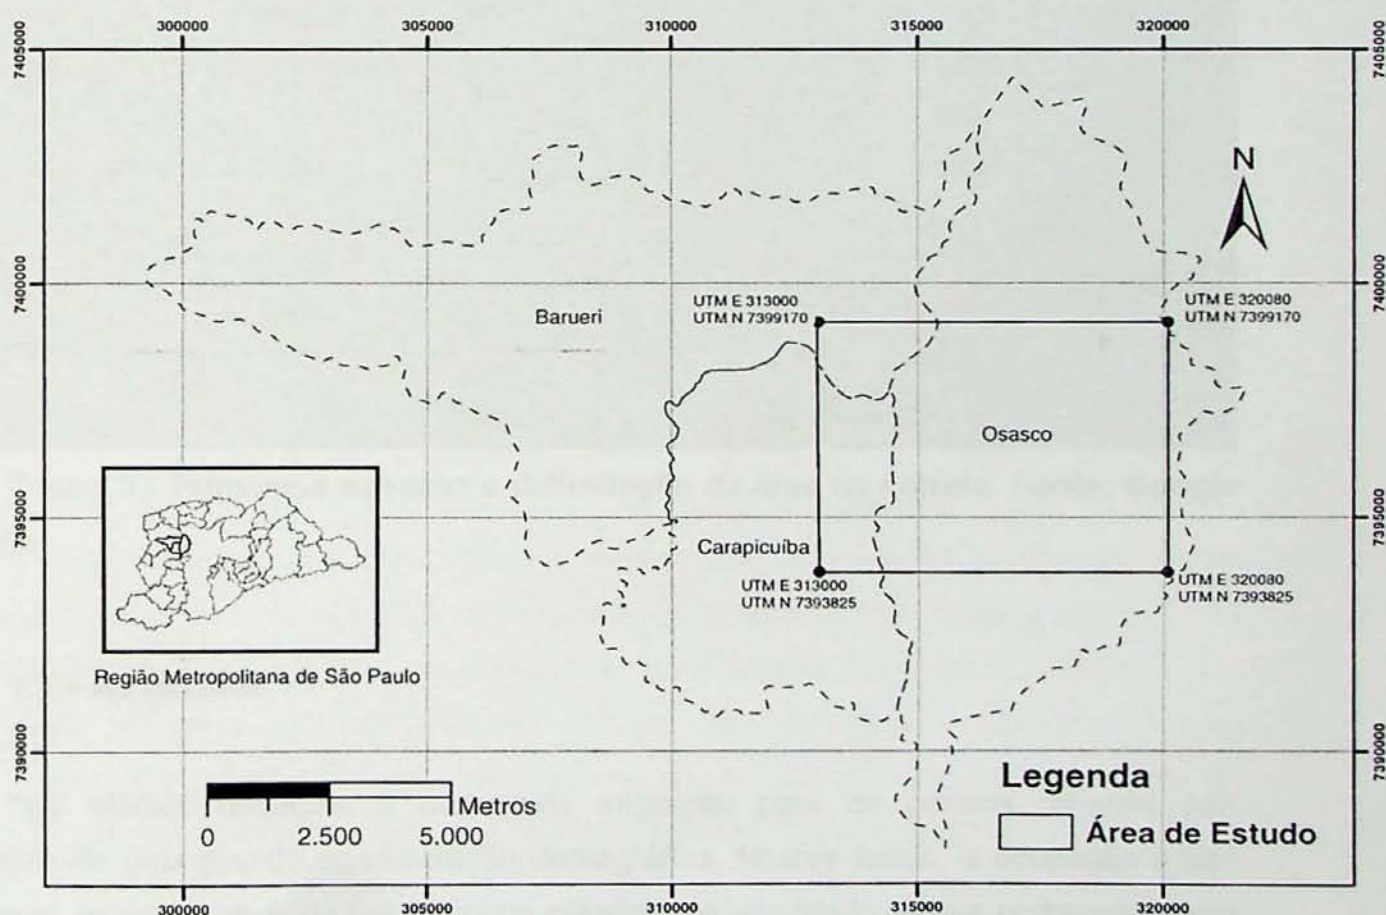 300000 305000 310000 315000 320000
7405000 7405000
N
7400000 7400000
UTM E 313000
UTM N 7399170
UTM E 320080
UTM N 7399170
Barueri
Osasco
7395000 7395000
Carapicuíba
UTM E 313000
UTM N 7393825
UTM E 320080
UTM N 7393825
Região Metropolitana de São Paulo
7390000 7390000
Legenda
Área de Estudo
Metros
0 2.500 5.000
300000 305000 310000 315000 320000